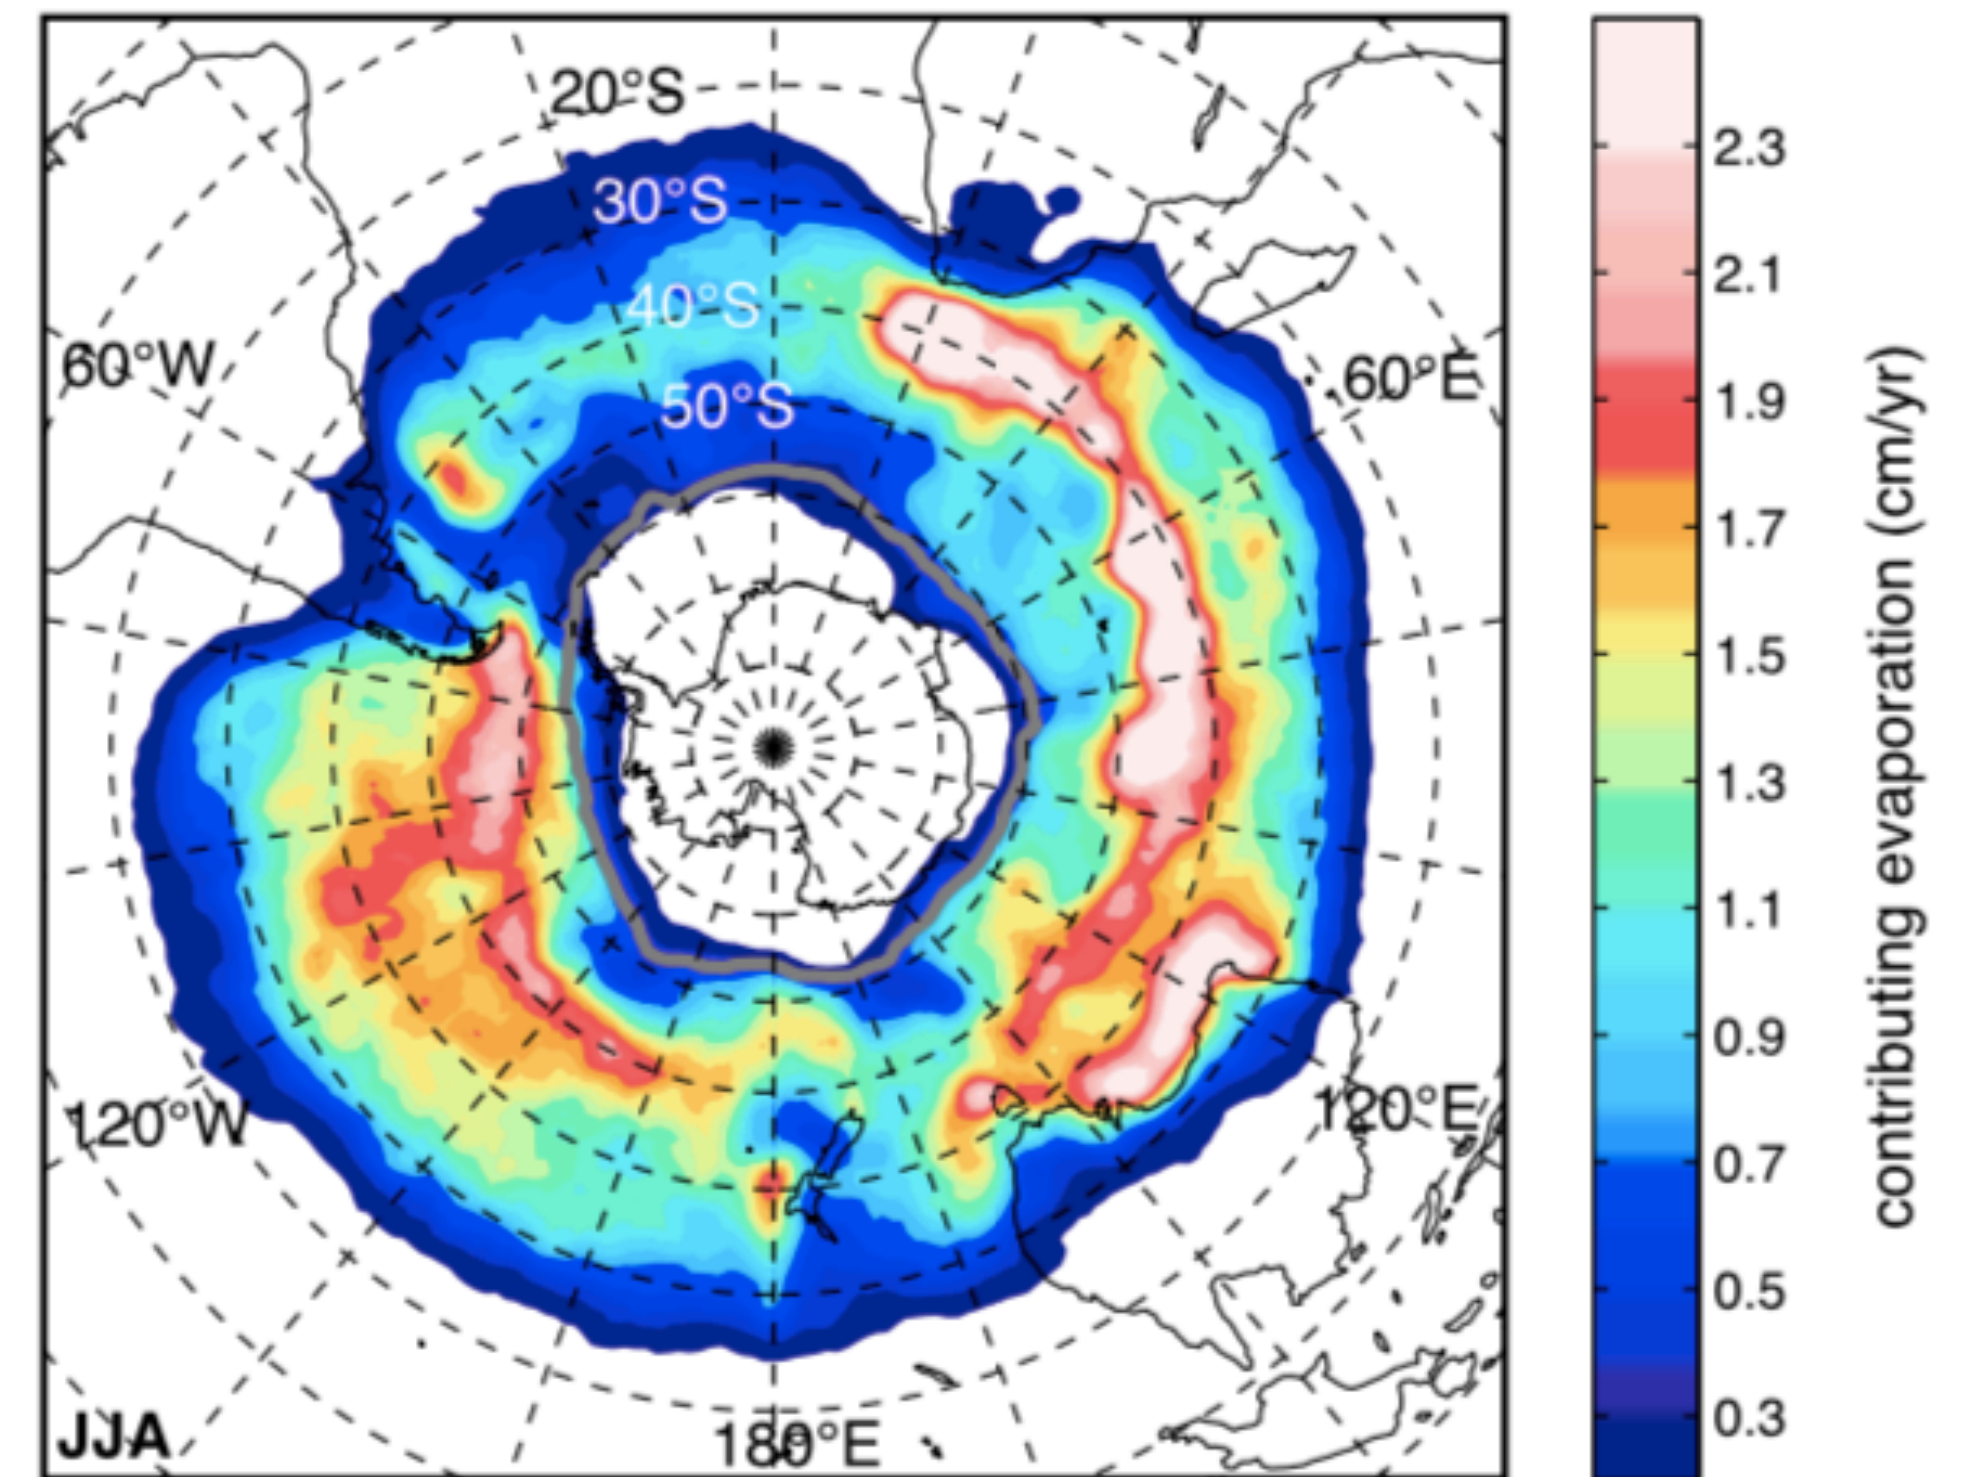 20°S
30°S
40°S
50°S
60°W
60°E
120°W
120°E
180°E
JJA
2.3
2.1
1.9
1.7
1.5
1.3
1.1
0.9
0.7
0.5
0.3
contributing evaporation (cm/yr)